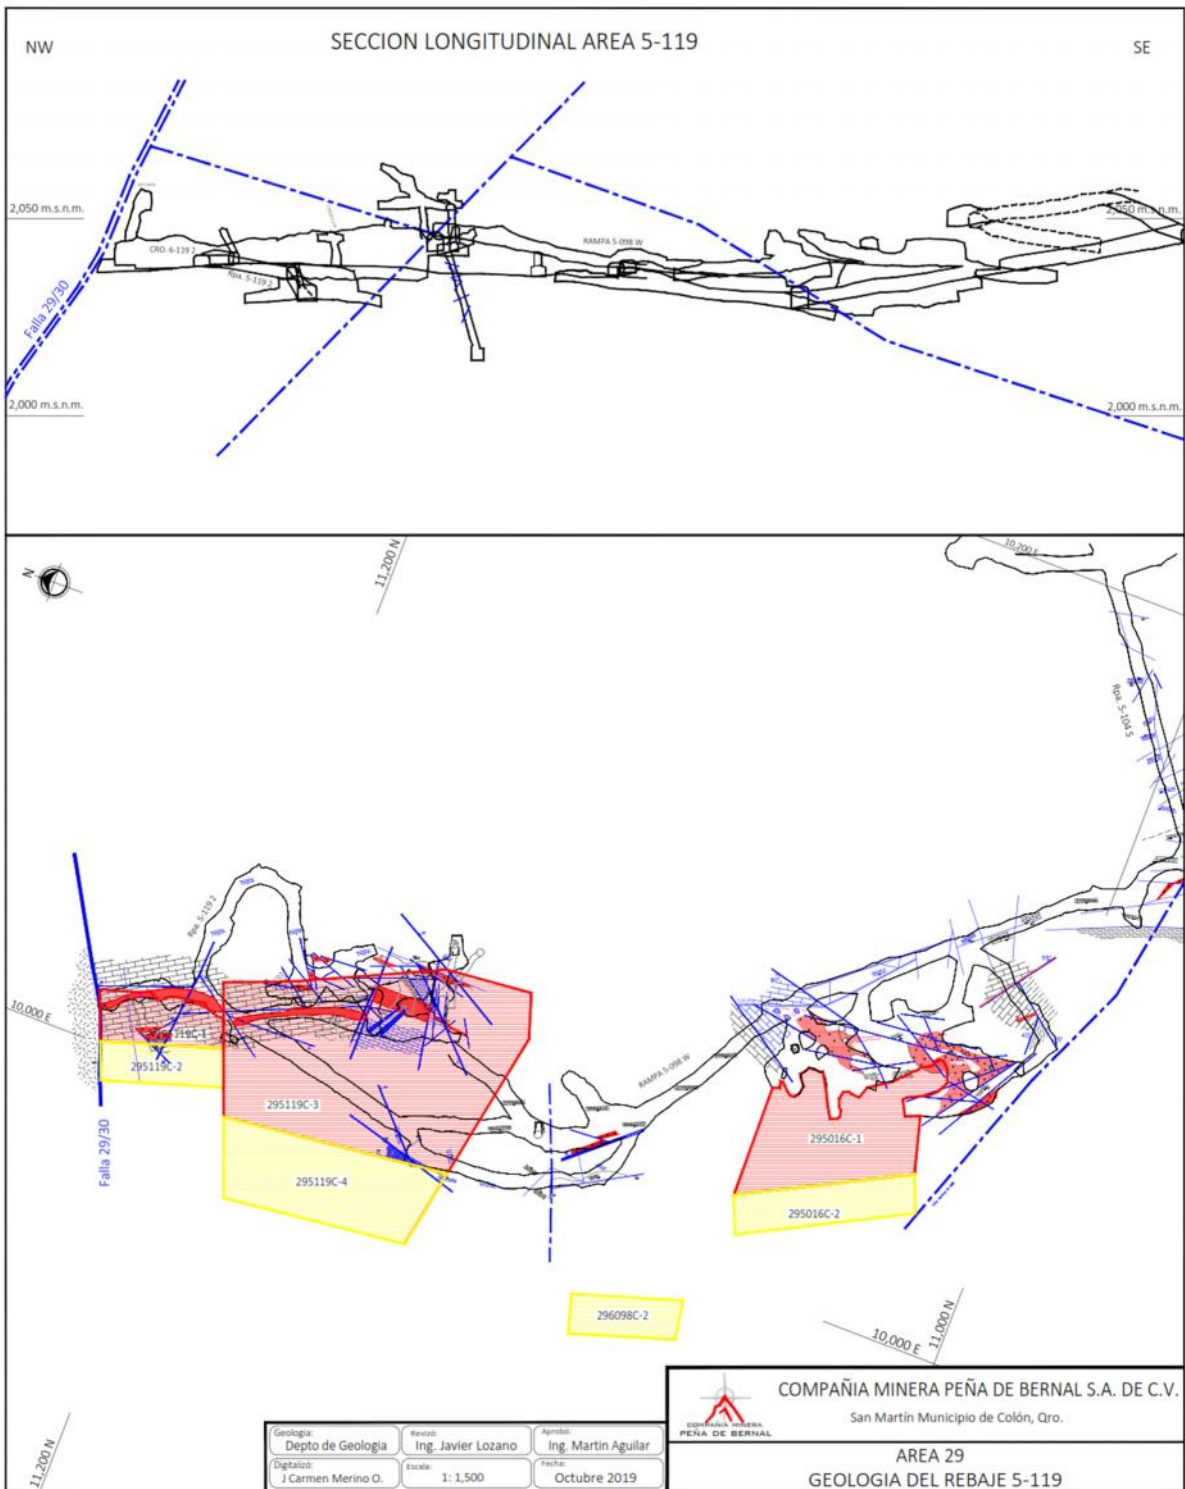 NW
SECCION LONGITUDINAL AREA 5-119
SE
2,050 m.s.n.m.
2,050 m.s.n.m.
CRO. 6-119 2
RAMPA 5-098 W
Rpa. 5-119 2
Falla 29/30
2,000 m.s.n.m.
2,000 m.s.n.m.
N
11,200 N
10,200 E
Rpa. 5-104 S
Rpa. 5-119 2
10,000 E
295119C-2
295119C-3
RAMPA 5-098 W
Falla 29/30
295119C-4
295016C-1
295016C-2
296098C-2
10,000 E
11,000 N
11,200 N
COMPAÑIA MINERA
PEÑA DE BERNAL
COMPAÑIA MINERA PEÑA DE BERNAL S.A. DE C.V.
San Martín Municipio de Colón, Qro.
Geologia:
Depto de Geologia
Revizó:
Ing. Javier Lozano
Aprobó:
Ing. Martin Aguilar
Digitalizó:
J Carmen Merino O.
Escala:
1: 1,500
Fecha:
Octubre 2019
AREA 29
GEOLOGIA DEL REBAJE 5-119